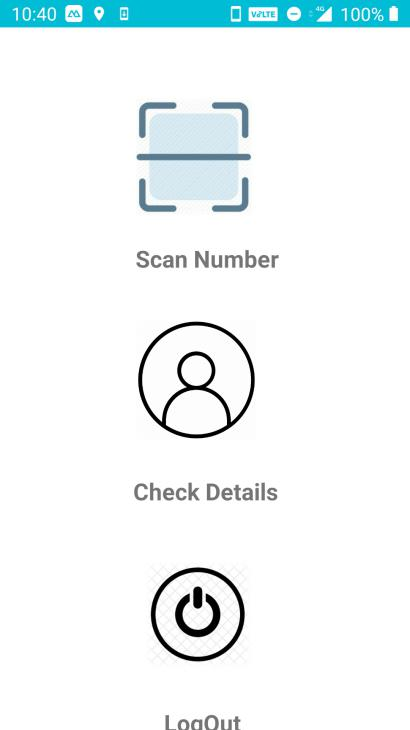 10:40 VoLTE 4G 100%
Scan Number
Check Details
LogOut